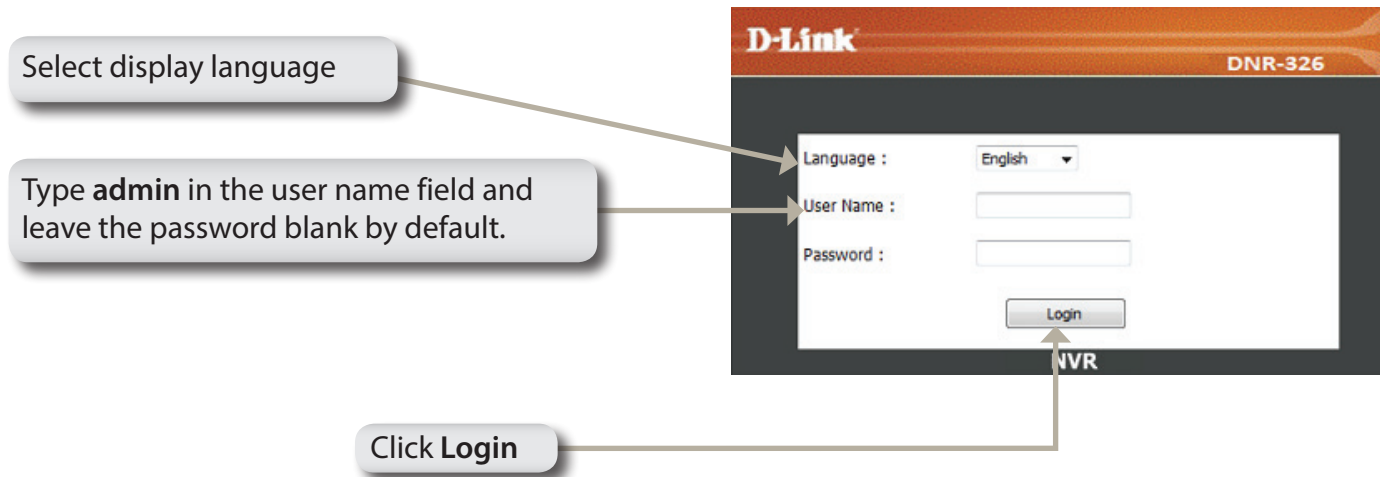 D-Link
DNR-326
Select display language
Language : English
Type admin in the user name field and
leave the password blank by default.
User Name :
Password :
Login
NVR
Click Login